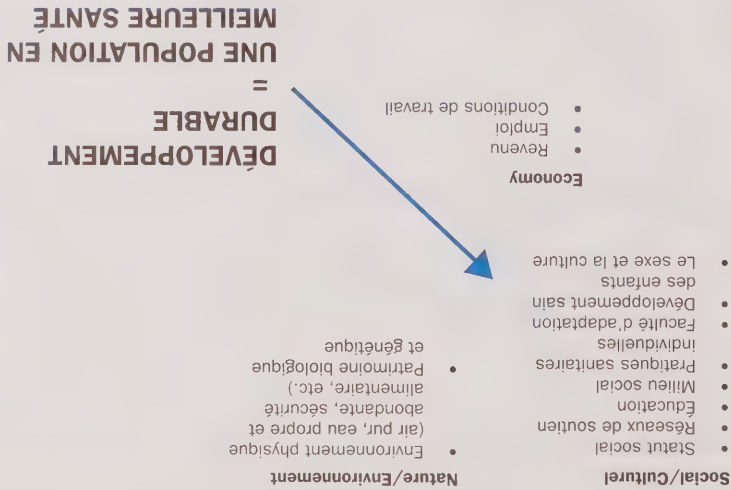 Social/Culturel
• Statut social
• Réseaux de soutien
• Éducation
• Milieu social
• Pratiques sanitaires
individuelles
• Faculté d'adaptation
• Développement sain
des enfants
• Le sexe et la culture
Nature/Environnement
• Environnement physique
(air pur, eau propre et
abondante, sécurité
alimentaire, etc.)
• Patrimoine biologique
et génétique
Economy
• Revenu
• Emploi
• Conditions de travail
DÉVELOPPEMENT
DURABLE
=
UNE POPULATION EN
MEILLEURE SANTÉ